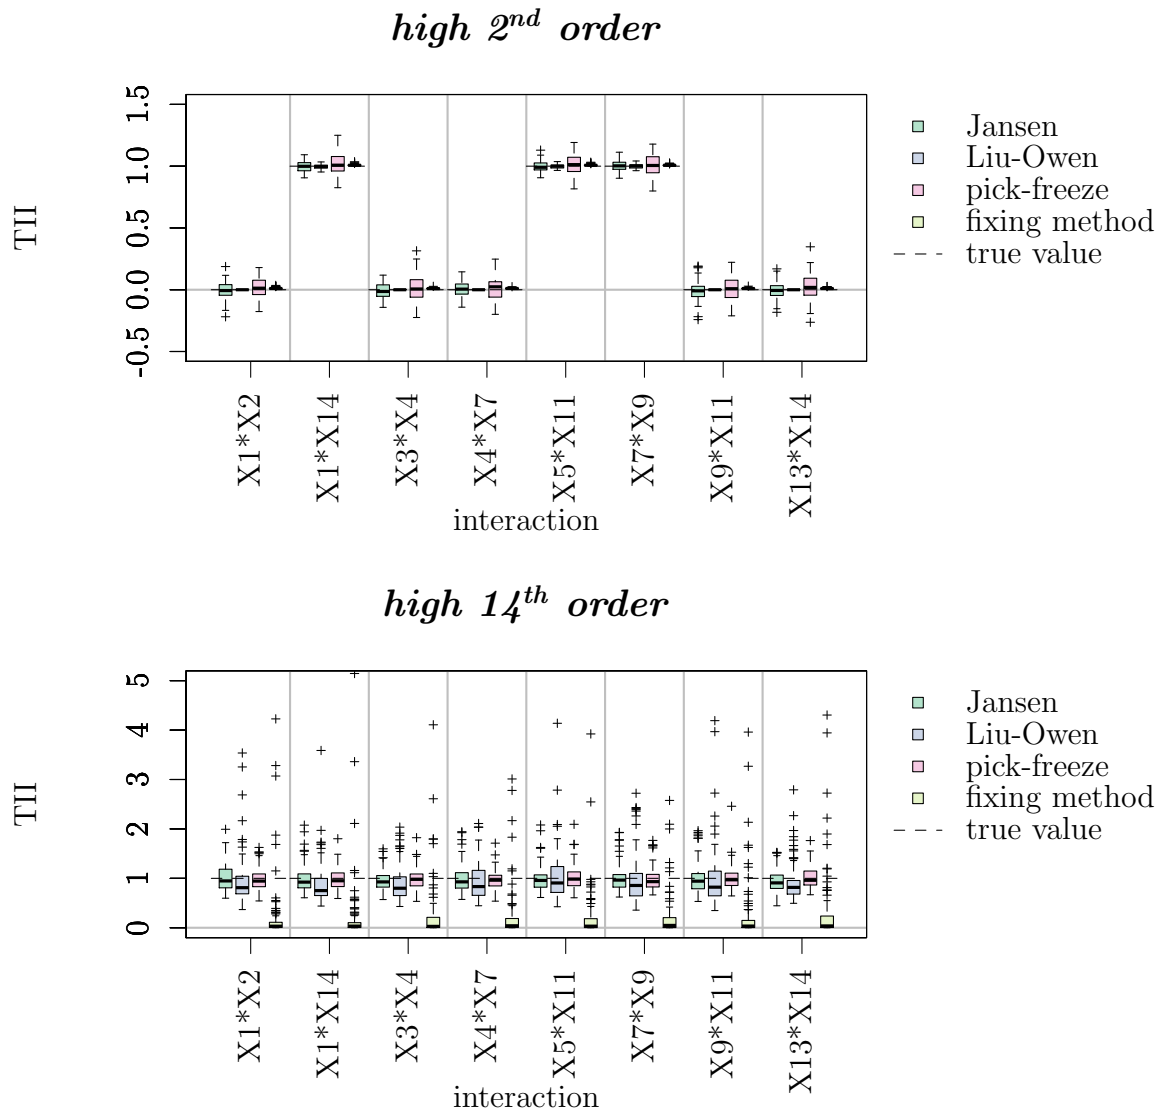 high 2nd order
TII
1.5
1.0
0.5
0.0
-0.5
X1*X2
X1*X14
X3*X4
X4*X7
X5*X11
X7*X9
X9*X11
X13*X14
interaction
Jansen
Liu-Owen
pick-freeze
fixing method
true value
high 14th order
TII
5
4
3
2
1
0
X1*X2
X1*X14
X3*X4
X4*X7
X5*X11
X7*X9
X9*X11
X13*X14
interaction
Jansen
Liu-Owen
pick-freeze
fixing method
true value